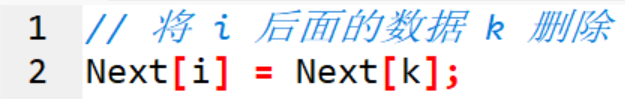 1 // 将 i 后面的数据 k 删除
2 Next[i] = Next[k];